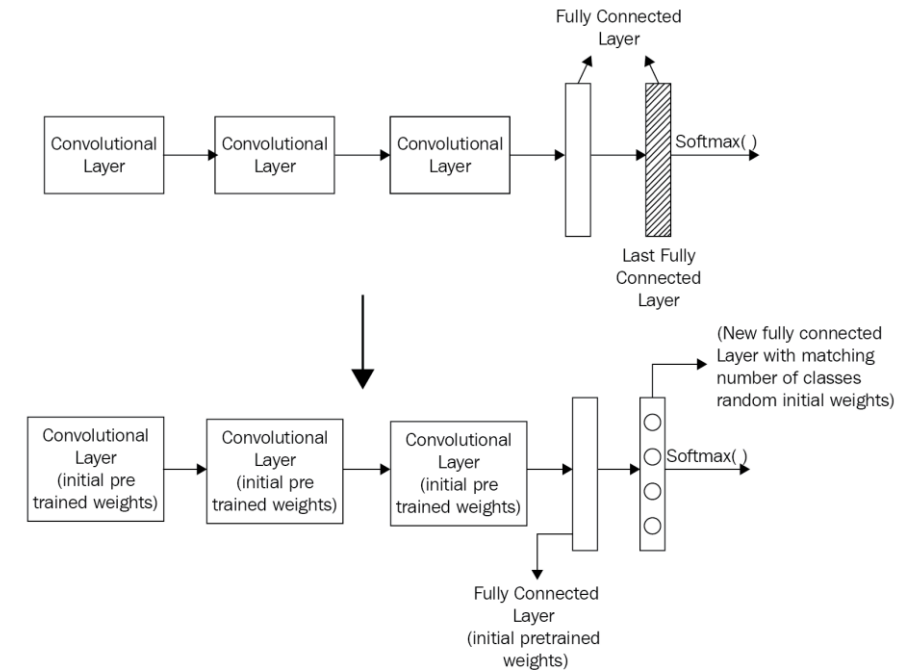 Fully Connected
Layer
Convolutional
Layer
Convolutional
Layer
Convolutional
Layer
Softmax( )
Last Fully
Connected
Layer
(New fully connected
Layer with matching
number of classes
random initial weights)
Convolutional
Layer
(initial pre
trained weights)
Convolutional
Layer
(initial pre
trained weights)
Convolutional
Layer
(initial pre
trained weights)
Softmax( )
Fully Connected
Layer
(initial pretrained
weights)